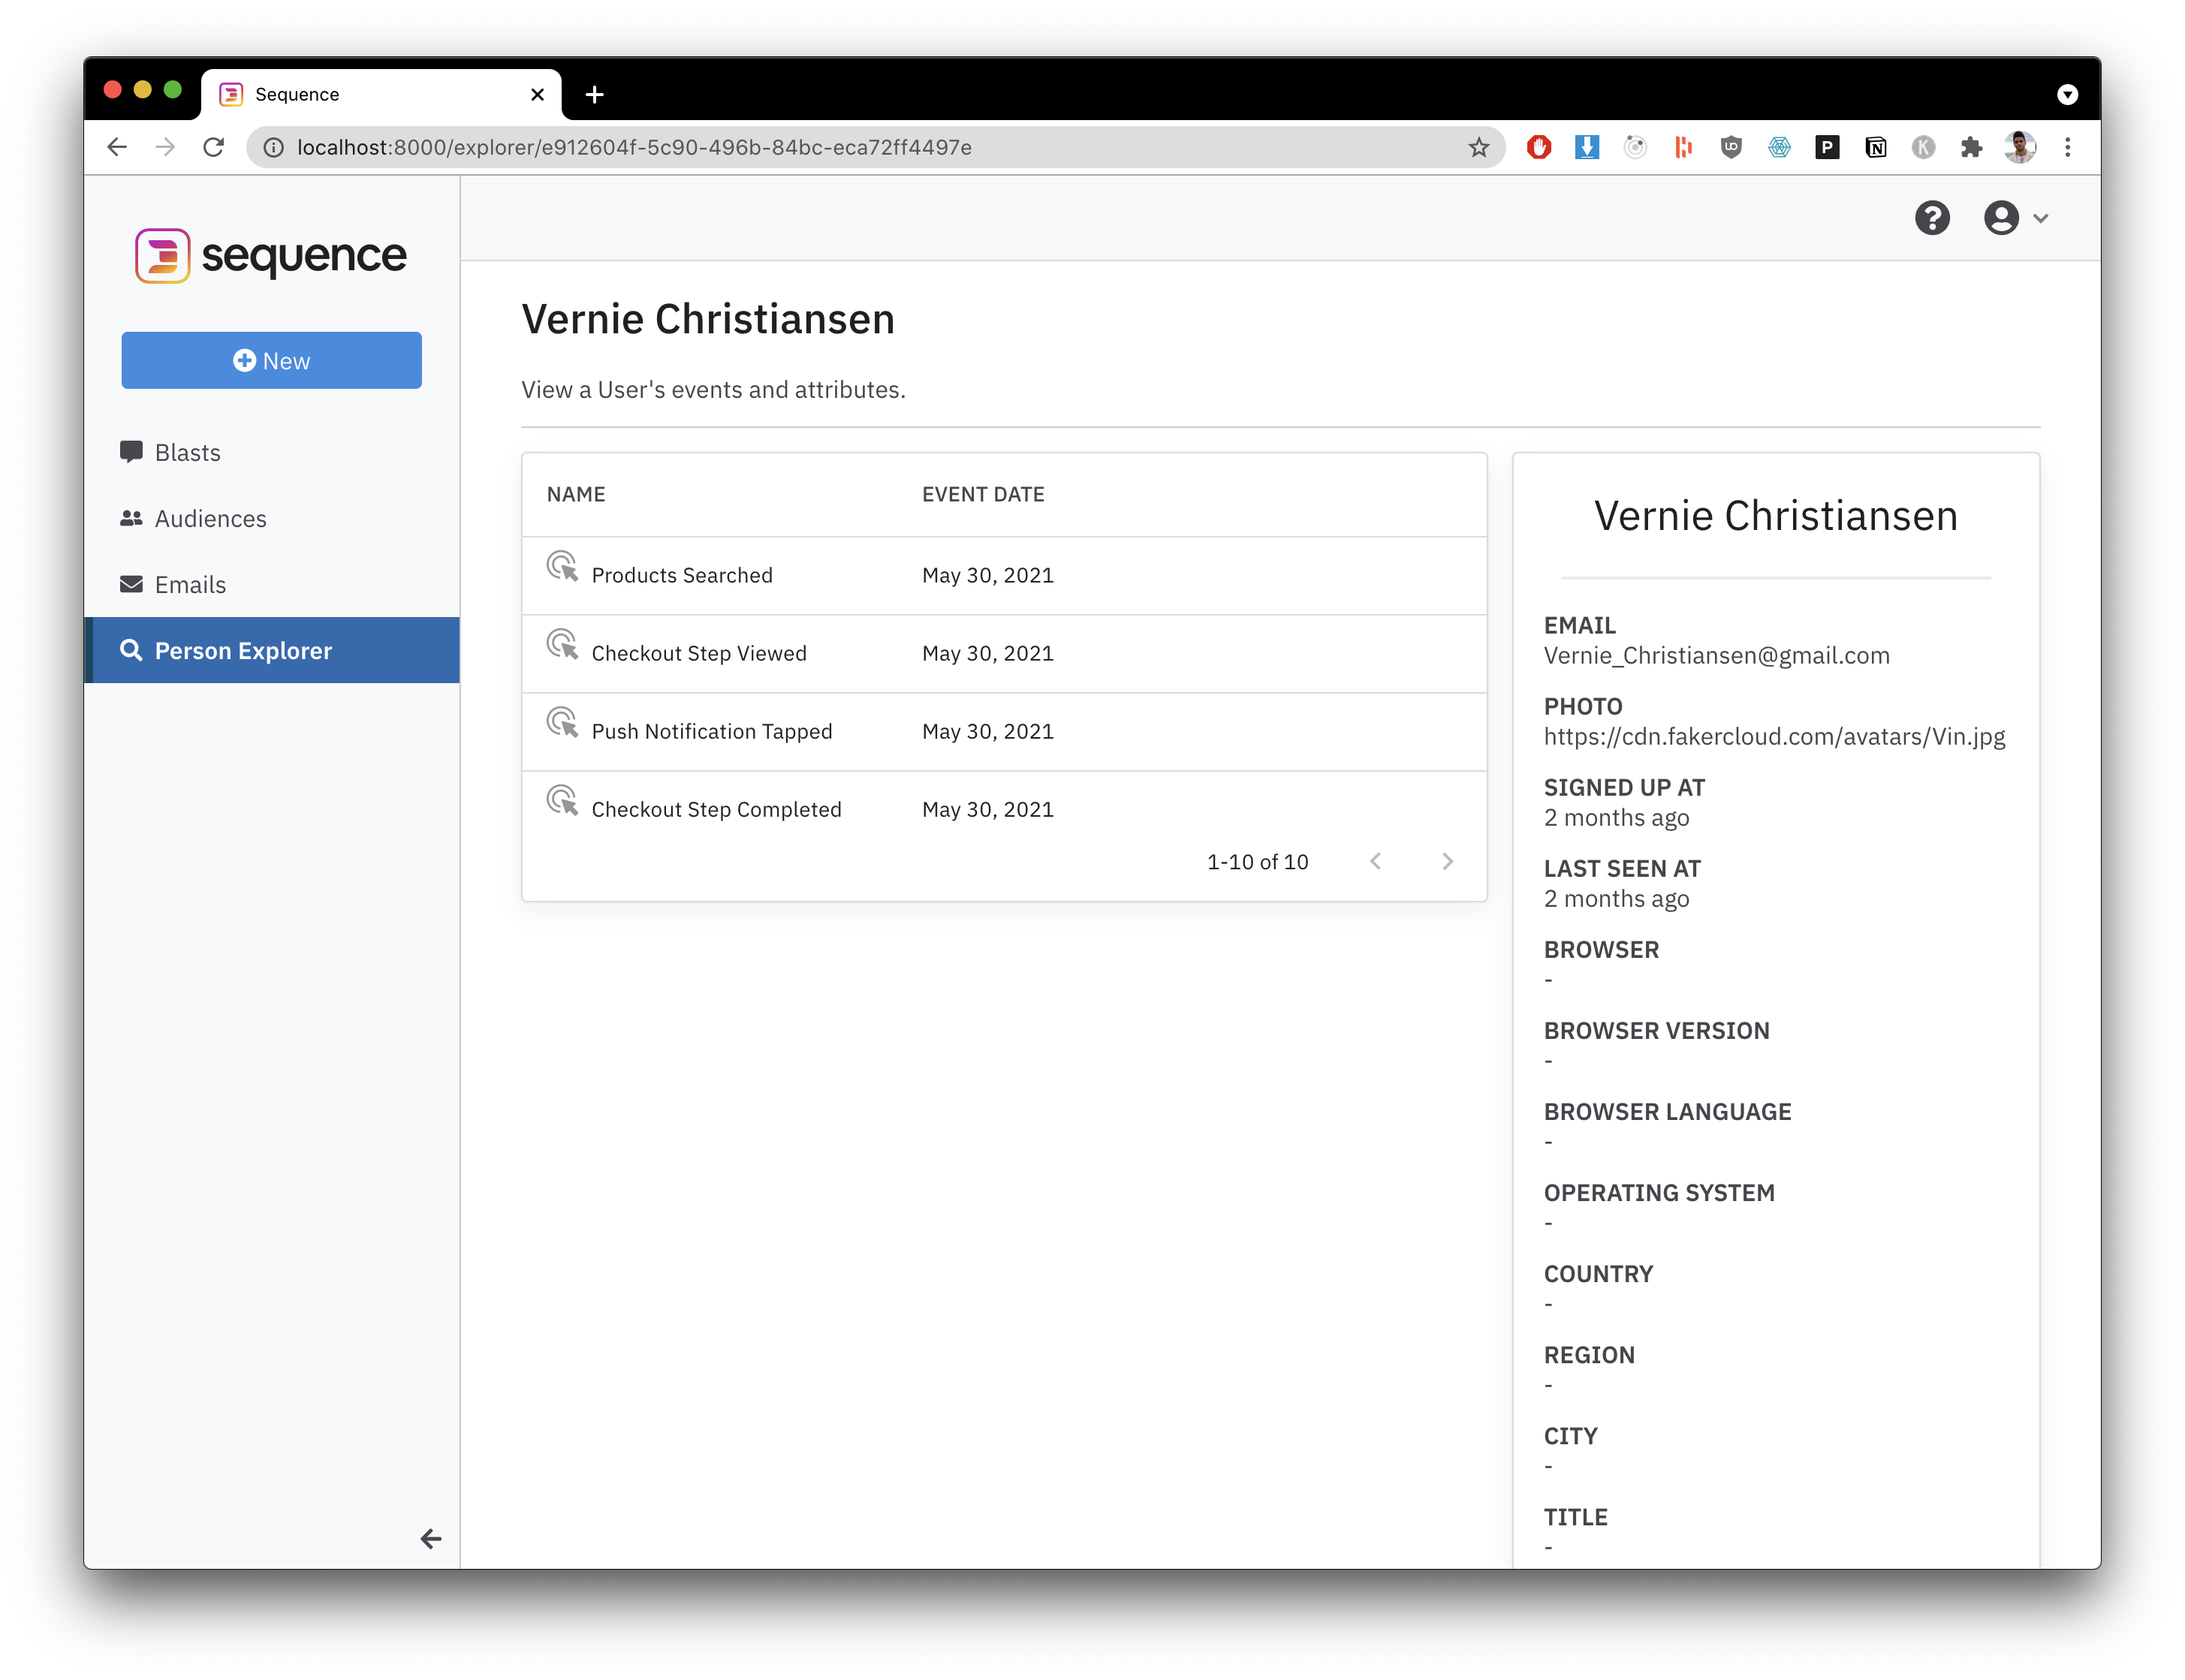 Sequence
localhost:8000/explorer/e912604f-5c90-496b-84bc-eca72ff4497e
sequence
New
Blasts
Audiences
Emails
Person Explorer
Vernie Christiansen
View a User's events and attributes.
NAME EVENT DATE
Products Searched May 30, 2021
Checkout Step Viewed May 30, 2021
Push Notification Tapped May 30, 2021
Checkout Step Completed May 30, 2021
1-10 of 10
Vernie Christiansen
EMAIL
Vernie_Christiansen@gmail.com
PHOTO
https://cdn.fakercloud.com/avatars/Vin.jpg
SIGNED UP AT
2 months ago
LAST SEEN AT
2 months ago
BROWSER
-
BROWSER VERSION
-
BROWSER LANGUAGE
-
OPERATING SYSTEM
-
COUNTRY
-
REGION
-
CITY
-
TITLE
-